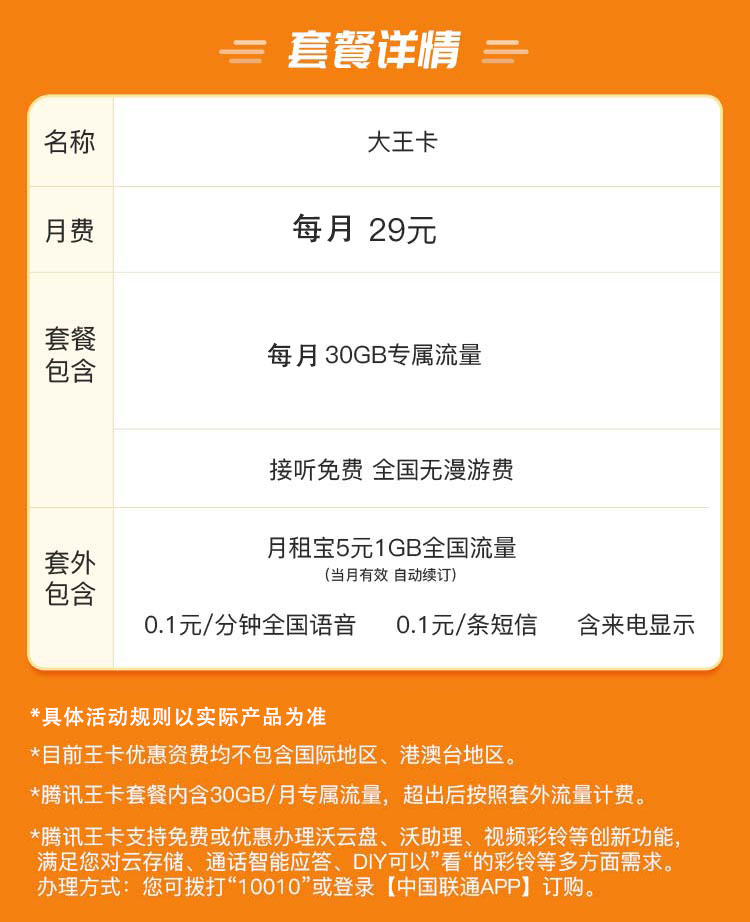 套餐详情
名称
大王卡
月费
每月 29元
套餐
包含
每月 30GB专属流量
接听免费 全国无漫游费
套外
包含
月租宝5元1GB全国流量
(当月有效 自动续订)
0.1元/分钟全国语音 0.1元/条短信 含来电显示
*具体活动规则以实际产品为准
*目前王卡优惠资费均不包含国际地区、港澳台地区。
*腾讯王卡套餐内含30GB/月专属流量，超出后按照套外流量计费。
*腾讯王卡支持免费或优惠办理沃云盘、沃助理、视频彩铃等创新功能，
满足您对云存储、通话智能应答、DIY可以”看“的彩铃等多方面需求。
办理方式：您可拨打“10010”或登录【中国联通APP】订购。